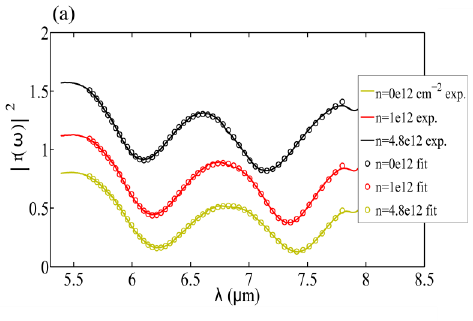 (a)
2
1.5
1
0.5
0
|r(ω)|²
n=0e12 cm⁻² exp.
n=1e12 exp.
n=4.8e12 exp.
n=0e12 fit
n=1e12 fit
n=4.8e12 fit
5.5 6 6.5 7 7.5 8 8.5
λ (μm)